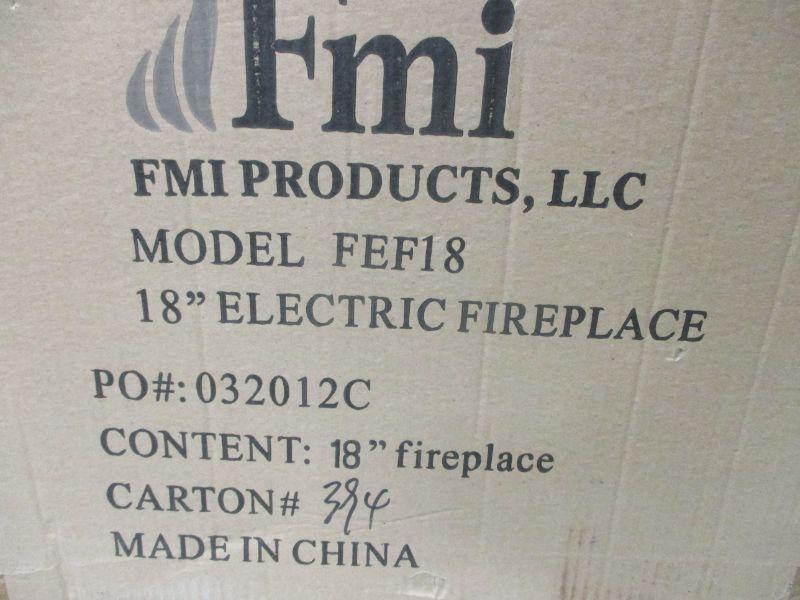 Fmi
FMI PRODUCTS, LLC
MODEL FEF18
18” ELECTRIC FIREPLACE
PO#: 032012C
CONTENT: 18” fireplace
CARTON# 394
MADE IN CHINA